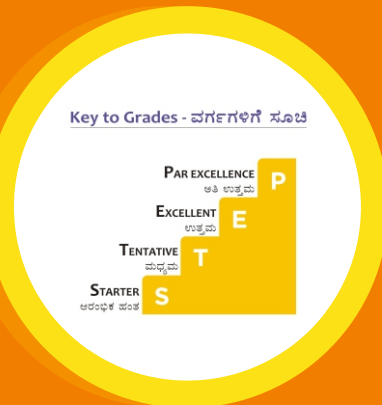 Key to Grades - ವರ್ಗಗಳಿಗೆ ಸೂಚಿ
PAR EXCELLENCE P
ಅತಿ ಉತ್ತಮ
EXCELLENT E
ಉತ್ತಮ
TENTATIVE T
ಮಧ್ಯಮ
STARTER S
ಆರಂಭಿಕ ಹಂತ